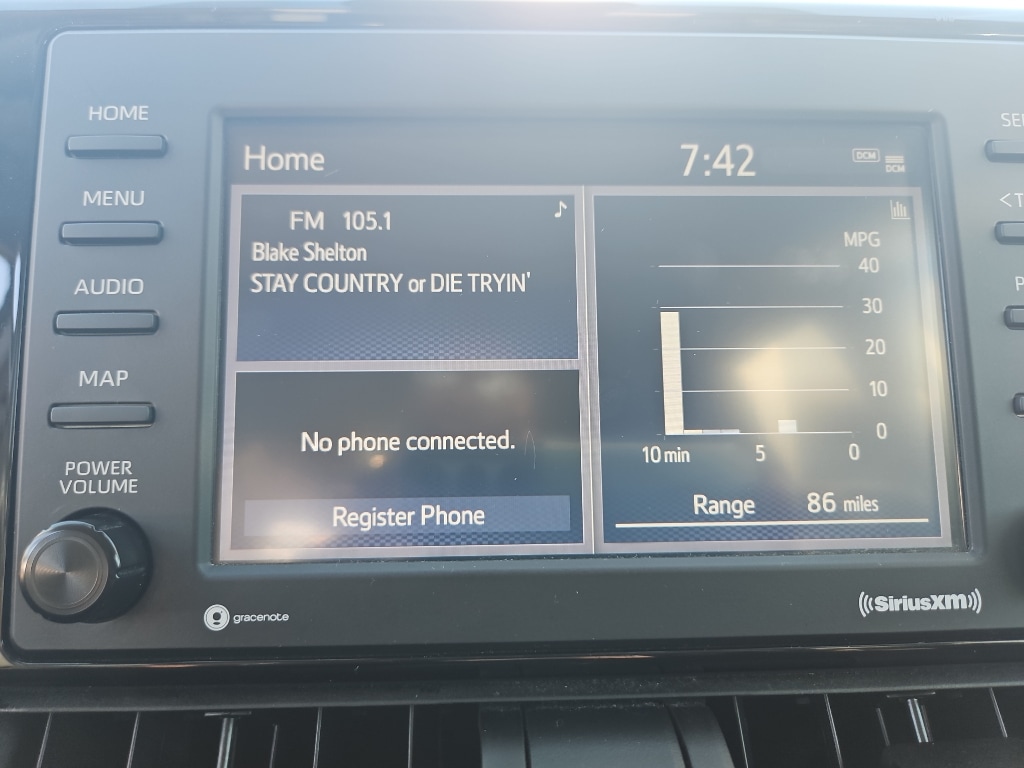 HOME
MENU
AUDIO
MAP
POWER
VOLUME
Home 7:42 DCM
DCM
FM 105.1
Blake Shelton
STAY COUNTRY or DIE TRYIN'
No phone connected.
Register Phone
MPG
40
30
20
10
0
10 min 5 0
Range 86 miles
gracenote
SiriusXM